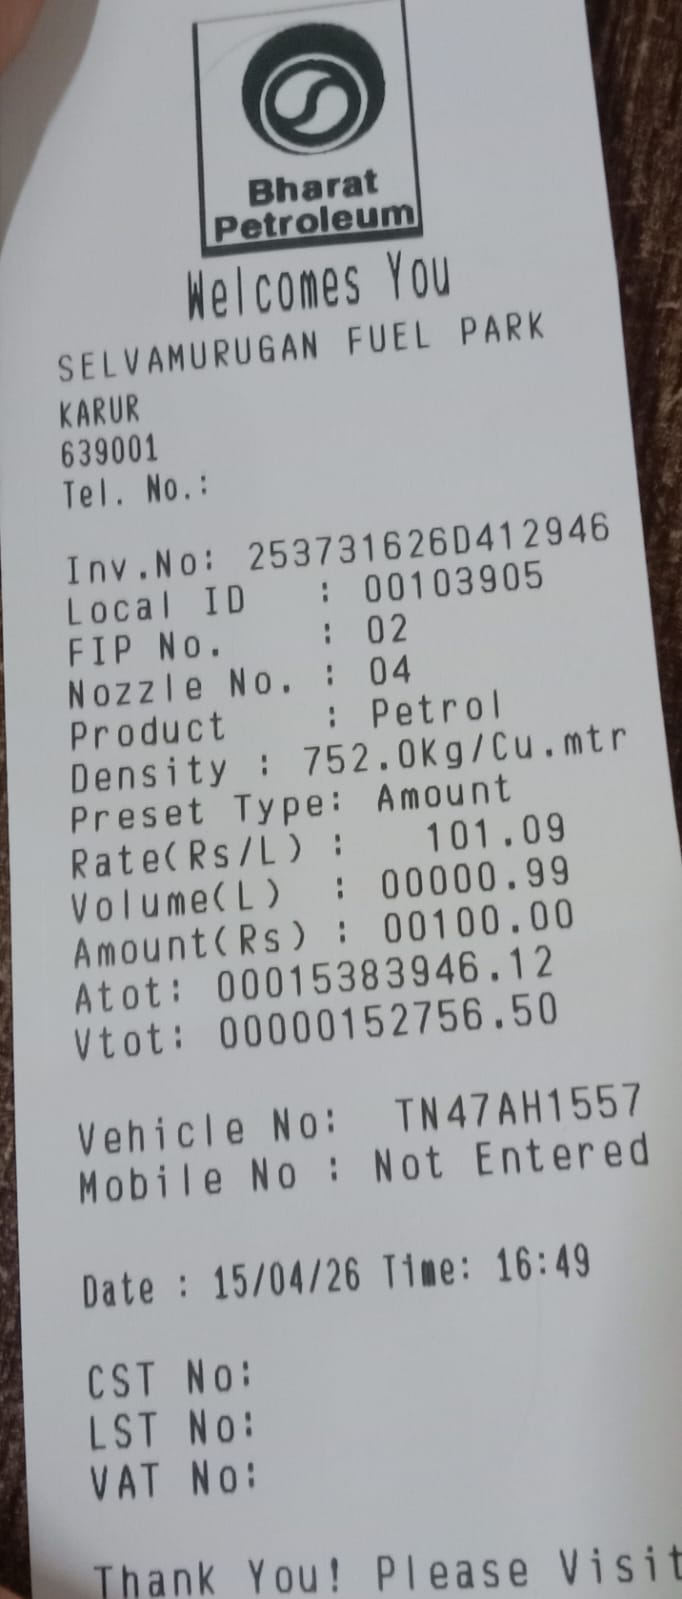 Bharat
Petroleum
Welcomes You
SELVAMURUGAN FUEL PARK
KARUR
639001
Tel. No.:
Inv.No: 253731626D412946
Local ID : 00103905
FIP No. : 02
Nozzle No. : 04
Product : Petrol
Density : 752.0Kg/Cu.mtr
Preset Type: Amount
Rate(Rs/L) : 101.09
Volume(L) : 00000.99
Amount(Rs) : 00100.00
Atot: 00015383946.12
Vtot: 00000152756.50
Vehicle No: TN47AH1557
Mobile No : Not Entered
Date : 15/04/26 Time: 16:49
CST No:
LST No:
VAT No:
Thank You! Please Visit